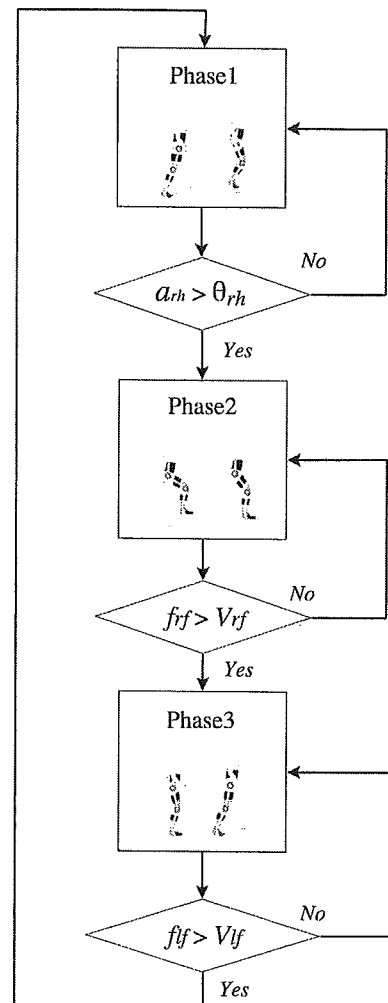 Phase1
No
a_rh > θ_rh
Yes
Phase2
No
frf > Vrf
Yes
Phase3
No
flf > Vlf
Yes